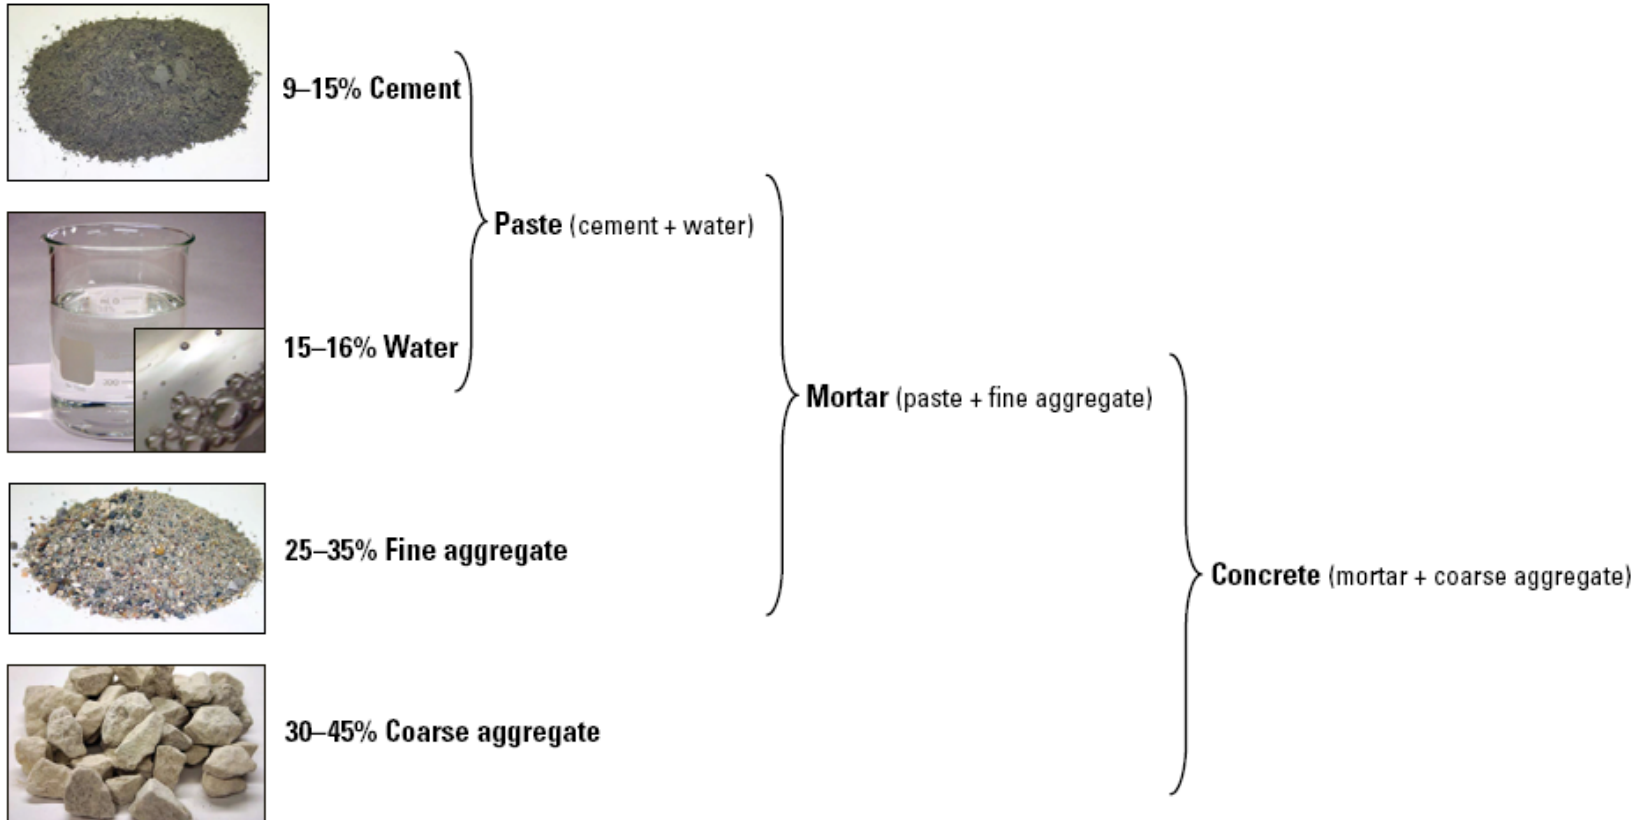 9–15% Cement
Paste (cement + water)
15–16% Water
Mortar (paste + fine aggregate)
25–35% Fine aggregate
Concrete (mortar + coarse aggregate)
30–45% Coarse aggregate